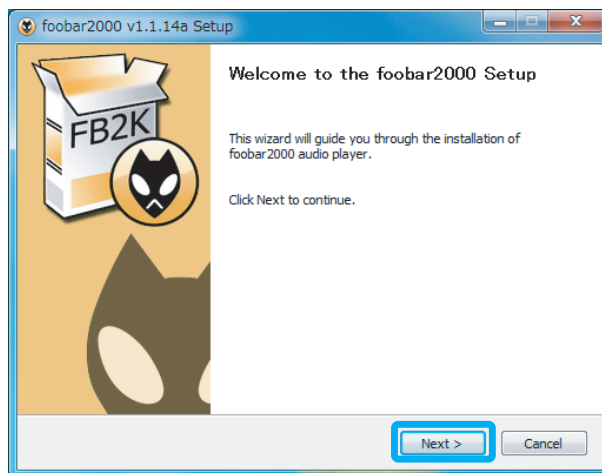 foobar2000 v1.1.14a Setup
FB2K
Welcome to the foobar2000 Setup
This wizard will guide you through the installation of
foobar2000 audio player.
Click Next to continue.
Next >
Cancel